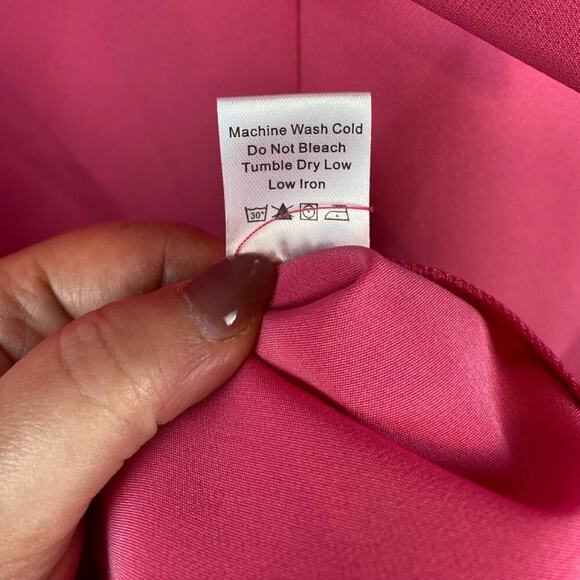 Machine Wash Cold
Do Not Bleach
Tumble Dry Low
Low Iron
30°